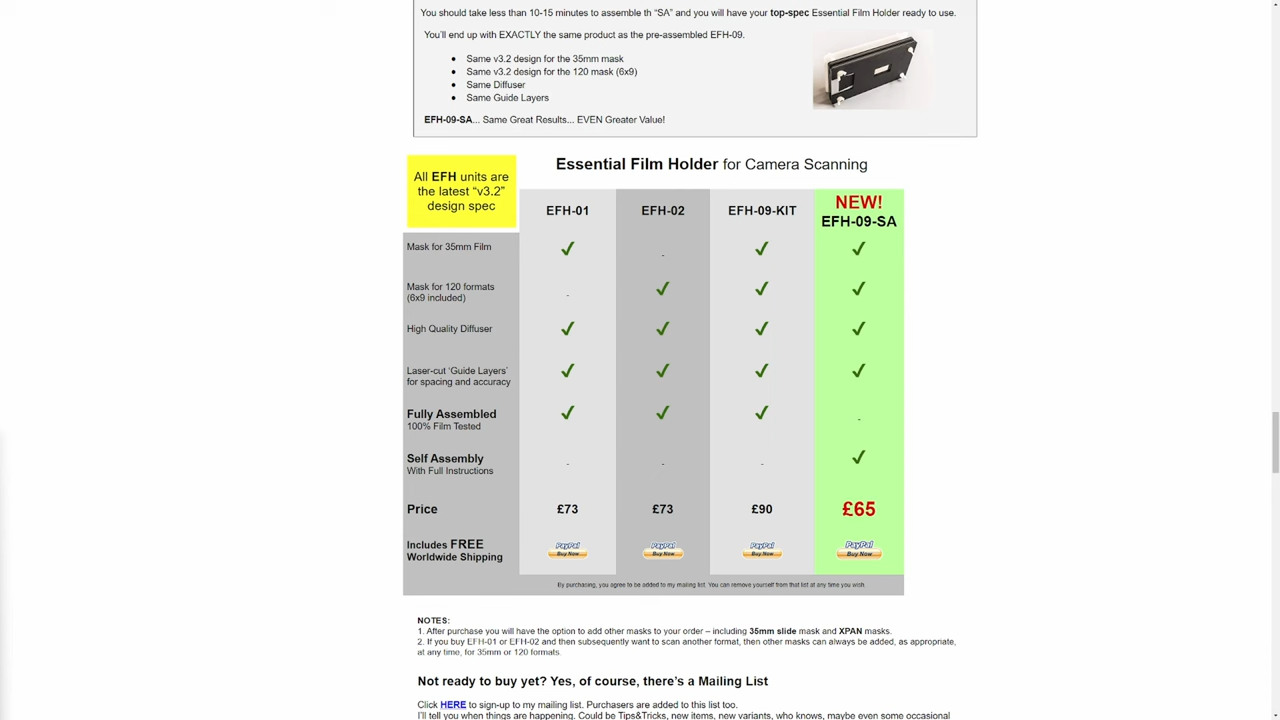 You should take less than 10-15 minutes to assemble th “SA” and you will have your top-spec Essential Film Holder ready to use.
You’ll end up with EXACTLY the same product as the pre-assembled EFH-09.
• Same v3.2 design for the 35mm mask
• Same v3.2 design for the 120 mask (6x9)
• Same Diffuser
• Same Guide Layers
EFH-09-SA... Same Great Results... EVEN Greater Value!
All EFH units are
the latest “v3.2”
design spec
Essential Film Holder for Camera Scanning
EFH-01 EFH-02 EFH-09-KIT NEW!
EFH-09-SA
Mask for 35mm Film ✓ - ✓ ✓
Mask for 120 formats
(6x9 included) - ✓ ✓ ✓
High Quality Diffuser ✓ ✓ ✓ ✓
Laser-cut ‘Guide Layers’
for spacing and accuracy ✓ ✓ ✓ ✓
Fully Assembled
100% Film Tested ✓ ✓ ✓ -
Self Assembly
With Full Instructions - - - ✓
Price £73 £73 £90 £65
Includes FREE
Worldwide Shipping
PayPal PayPal PayPal PayPal
Buy Now Buy Now Buy Now Buy Now
By purchasing, you agree to be added to my mailing list. You can remove yourself from that list at any time you wish.
NOTES:
1. After purchase you will have the option to add other masks to your order – including 35mm slide mask and XPAN masks.
2. If you buy EFH-01 or EFH-02 and then subsequently want to scan another format, then other masks can always be added, as appropriate,
at any time, for 35mm or 120 formats.
Not ready to buy yet? Yes, of course, there’s a Mailing List
Click HERE to sign-up to my mailing list. Purchasers are added to this list too.
I’ll tell you when things are happening. Could be Tips&Tricks, new items, new variants, who knows, maybe even some occasional